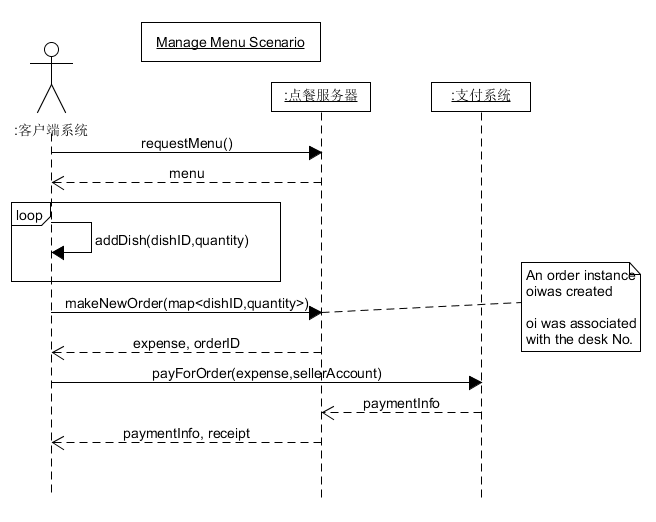 Manage Menu Scenario
:点餐服务器
:支付系统
:客户端系统
requestMenu()
menu
loop
addDish(dishID,quantity)
An order instance
oiwas created
oi was associated
with the desk No.
makeNewOrder(map<dishID,quantity>)
expense, orderID
payForOrder(expense,sellerAccount)
paymentInfo
paymentInfo, receipt